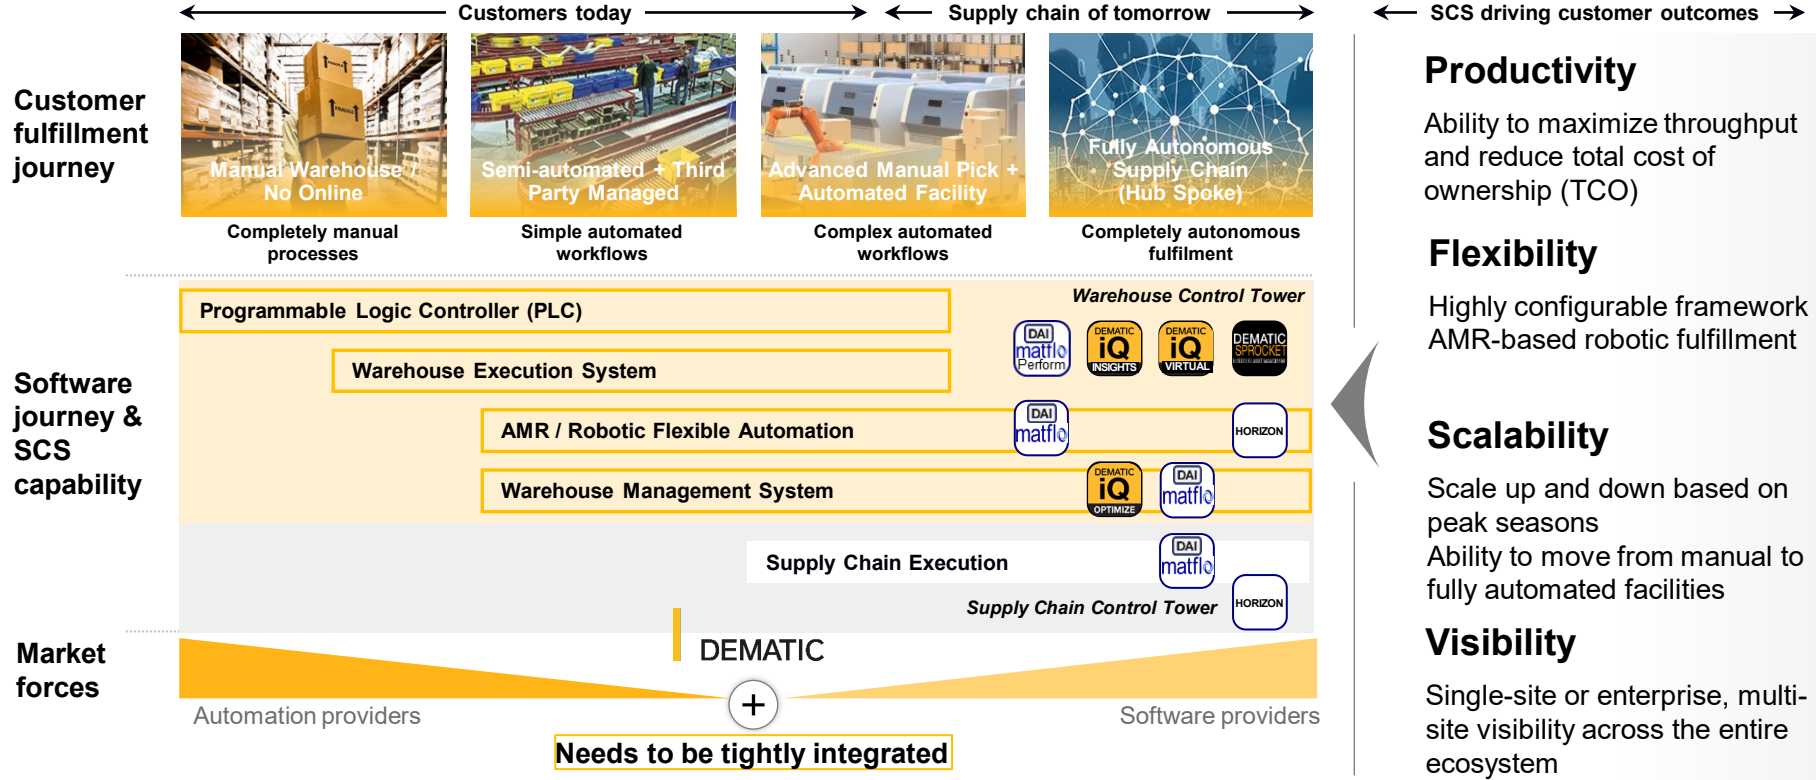 Customers today
Supply chain of tomorrow
SCS driving customer outcomes
Customer
fulfillment
journey
FRAGILE
FRAGILE
Manual Warehouse /
No Online
Semi-automated + Third
Party Managed
Advanced Manual Pick +
Automated Facility
Fully Autonomous
Supply Chain
(Hub Spoke)
Completely manual
processes
Simple automated
workflows
Complex automated
workflows
Completely autonomous
fulfilment
Software
journey &
SCS
capability
Programmable Logic Controller (PLC)
Warehouse Control Tower
DAI
matflo
Perform
DEMATIC
iQ
INSIGHTS
DEMATIC
iQ
VIRTUAL
DEMATIC
SPROCKET
Warehouse Execution System
AMR / Robotic Flexible Automation
DAI
matflo
HORIZON
Warehouse Management System
DEMATIC
iQ
OPTIMIZE
DAI
matflo
Supply Chain Execution
DAI
matflo
Supply Chain Control Tower
HORIZON
Market
forces
DEMATIC
+
Automation providers
Software providers
Needs to be tightly integrated
Productivity
Ability to maximize throughput
and reduce total cost of
ownership (TCO)
Flexibility
Highly configurable framework
AMR-based robotic fulfillment
Scalability
Scale up and down based on
peak seasons
Ability to move from manual to
fully automated facilities
Visibility
Single-site or enterprise, multi-
site visibility across the entire
ecosystem